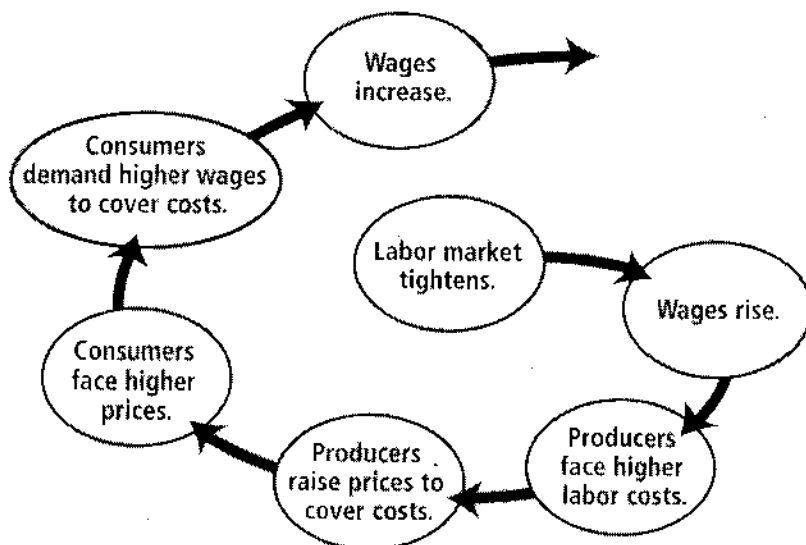 Labor market
tightens.
Wages rise.
Producers
face higher
labor costs.
Producers
raise prices to
cover costs.
Consumers
face higher
prices.
Consumers
demand higher wages
to cover costs.
Wages
increase.